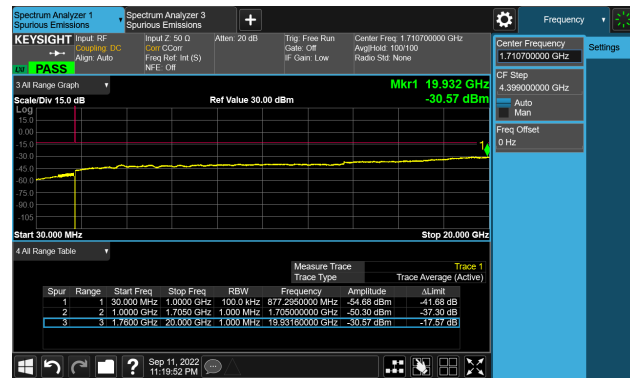 Spectrum Analyzer 1
Spurious Emissions
Spectrum Analyzer 3
Spurious Emissions
Frequency
KEYSIGHT Input: RF
Coupling: DC
Align: Auto
Input Z: 50 Ω
Corr CCorr
Freq Ref: Int (S)
NFE: Off
Atten: 20 dB
Trig: Free Run
Gate: Off
IF Gain: Low
Center Freq: 1.710700000 GHz
Avg|Hold: 100/100
Radio Std: None
LXI PASS
Center Frequency
1.710700000 GHz
Settings
CF Step
4.399000000 GHz
Auto
Man
Freq Offset
0 Hz
3 All Range Graph
Mkr1 19.932 GHz
-30.57 dBm
Scale/Div 15.0 dB
Ref Value 30.00 dBm
Log
15.0
0.00
-15.0
-30.0
-45.0
-60.0
-75.0
-90.0
-105
1
Start 30.000 MHz
Stop 20.000 GHz
4 All Range Table
Measure Trace Trace 1
Trace Type Trace Average (Active)
Spur Range Start Freq Stop Freq RBW Frequency Amplitude ΔLimit
1 1 30.000 MHz 1.0000 GHz 100.0 kHz 877.2950000 MHz -54.68 dBm -41.68 dB
2 2 1.0000 GHz 1.7050 GHz 1.000 MHz 1.705000000 GHz -50.30 dBm -37.30 dB
3 3 1.7600 GHz 20.000 GHz 1.000 MHz 19.93160000 GHz -30.57 dBm -17.57 dB
Sep 11, 2022
11:19:52 PM